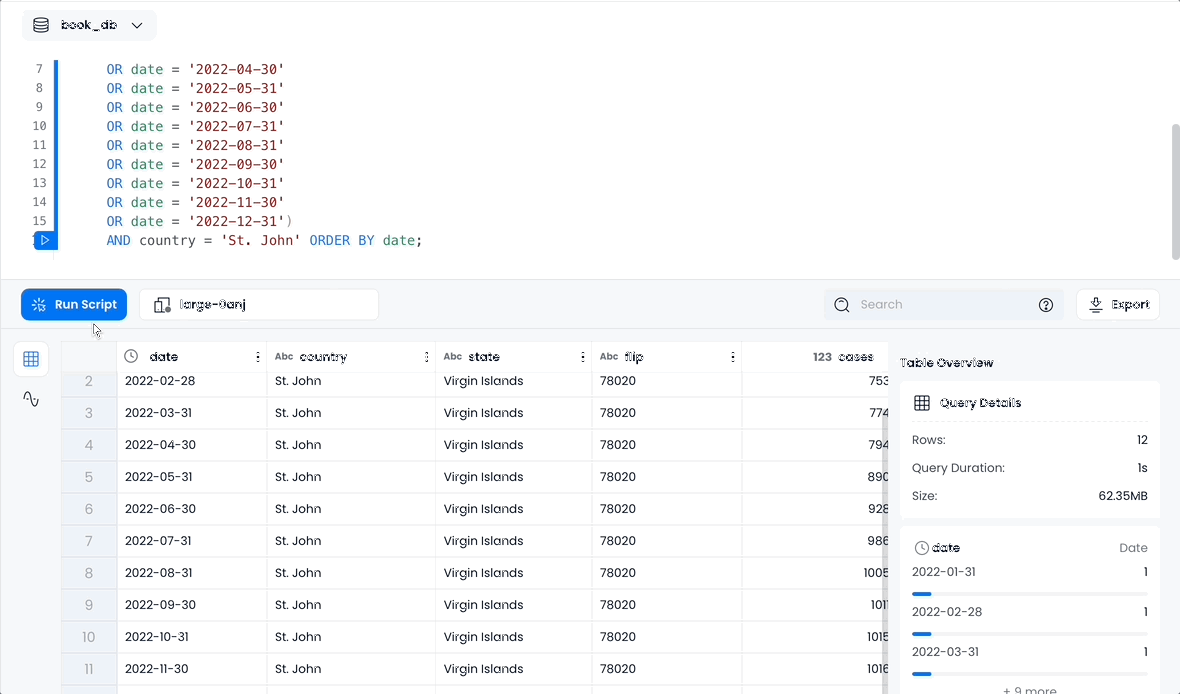 book_db
7 OR date = '2022-04-30'
8 OR date = '2022-05-31'
9 OR date = '2022-06-30'
10 OR date = '2022-07-31'
11 OR date = '2022-08-31'
12 OR date = '2022-09-30'
13 OR date = '2022-10-31'
14 OR date = '2022-11-30'
15 OR date = '2022-12-31')
AND country = 'St. John' ORDER BY date;
Run Script
Search
Export
date Abc country Abc state Abc flip 123 cases
2 2022-02-28 St. John Virgin Islands 78020 753
3 2022-03-31 St. John Virgin Islands 78020 774
4 2022-04-30 St. John Virgin Islands 78020 794
5 2022-05-31 St. John Virgin Islands 78020 890
6 2022-06-30 St. John Virgin Islands 78020 928
7 2022-07-31 St. John Virgin Islands 78020 986
8 2022-08-31 St. John Virgin Islands 78020 1005
9 2022-09-30 St. John Virgin Islands 78020 1011
10 2022-10-31 St. John Virgin Islands 78020 1015
11 2022-11-30 St. John Virgin Islands 78020 1016
Table Overview
Query Details
Rows: 12
Query Duration: 1s
Size: 62.35MB
date Date
2022-01-31 1
2022-02-28 1
2022-03-31 1
+ 9 more